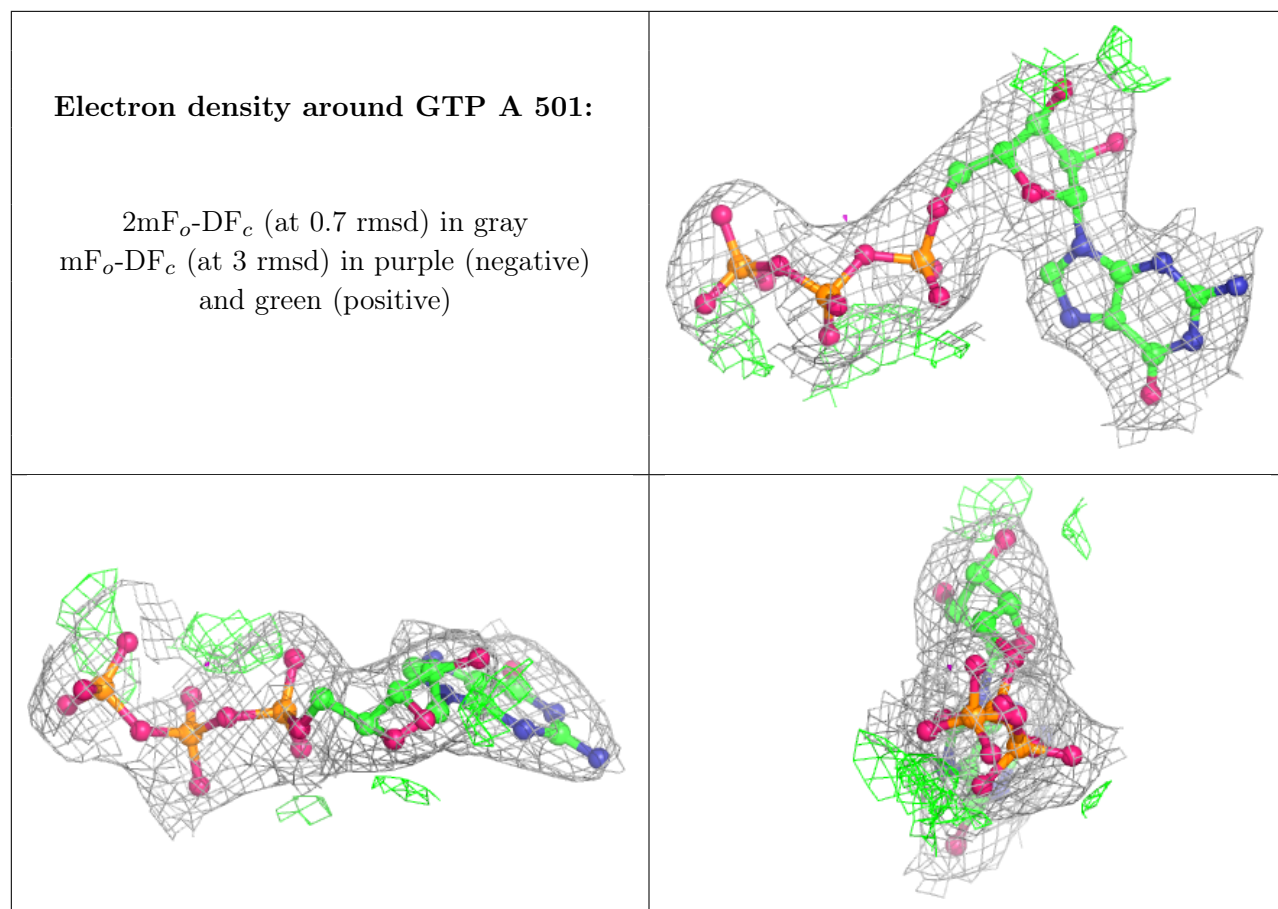 Electron density around GTP A 501:
2mFₒ-DF𝒸 (at 0.7 rmsd) in gray
mFₒ-DF𝒸 (at 3 rmsd) in purple (negative)
and green (positive)